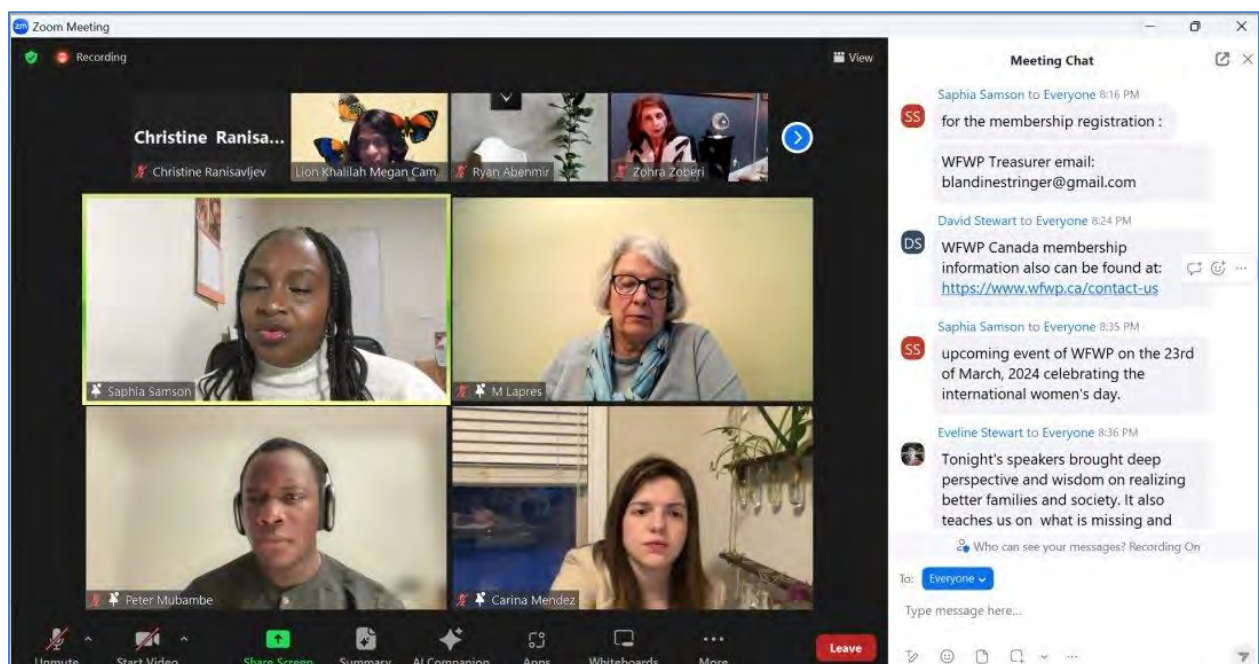 zm Zoom Meeting
Recording
View
Christine Ranisa...
Christine Ranisavljev
Lion Khalilah Megan Cam
Ryan Abenmir
Zohra Zoberi
Saphia Samson
M Lapres
Peter Mubambe
Carina Mendez
Unmute
Start Video
Share Screen
Summary
AI Companion
Apps
Whiteboards
More
Leave
Meeting Chat
Saphia Samson to Everyone 8:16 PM
SS
for the membership registration :
WFWP Treasurer email:
blandinestringer@gmail.com
David Stewart to Everyone 8:24 PM
DS
WFWP Canada membership
information also can be found at:
https://www.wfwp.ca/contact-us
Saphia Samson to Everyone 8:35 PM
SS
upcoming event of WFWP on the 23rd
of March, 2024 celebrating the
international women's day.
Eveline Stewart to Everyone 8:36 PM
Tonight's speakers brought deep
perspective and wisdom on realizing
better families and society. It also
teaches us on what is missing and
Who can see your messages? Recording On
To: Everyone
Type message here...